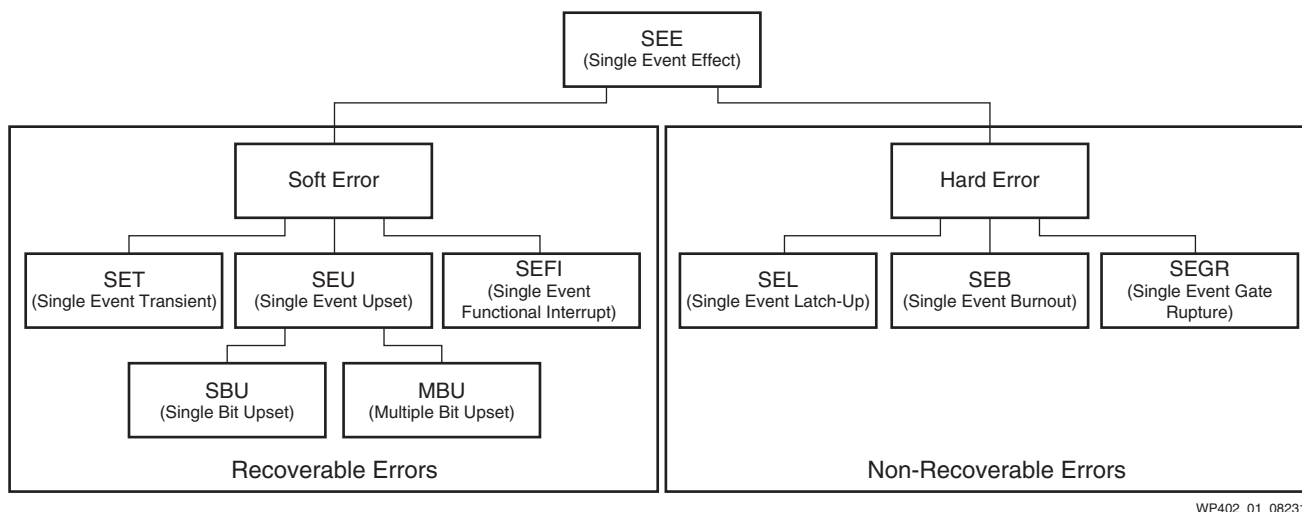 SEE
(Single Event Effect)
Soft Error
Hard Error
SET
(Single Event Transient)
SEU
(Single Event Upset)
SEFI
(Single Event
Functional Interrupt)
SEL
(Single Event Latch-Up)
SEB
(Single Event Burnout)
SEGR
(Single Event Gate
Rupture)
SBU
(Single Bit Upset)
MBU
(Multiple Bit Upset)
Recoverable Errors
Non-Recoverable Errors